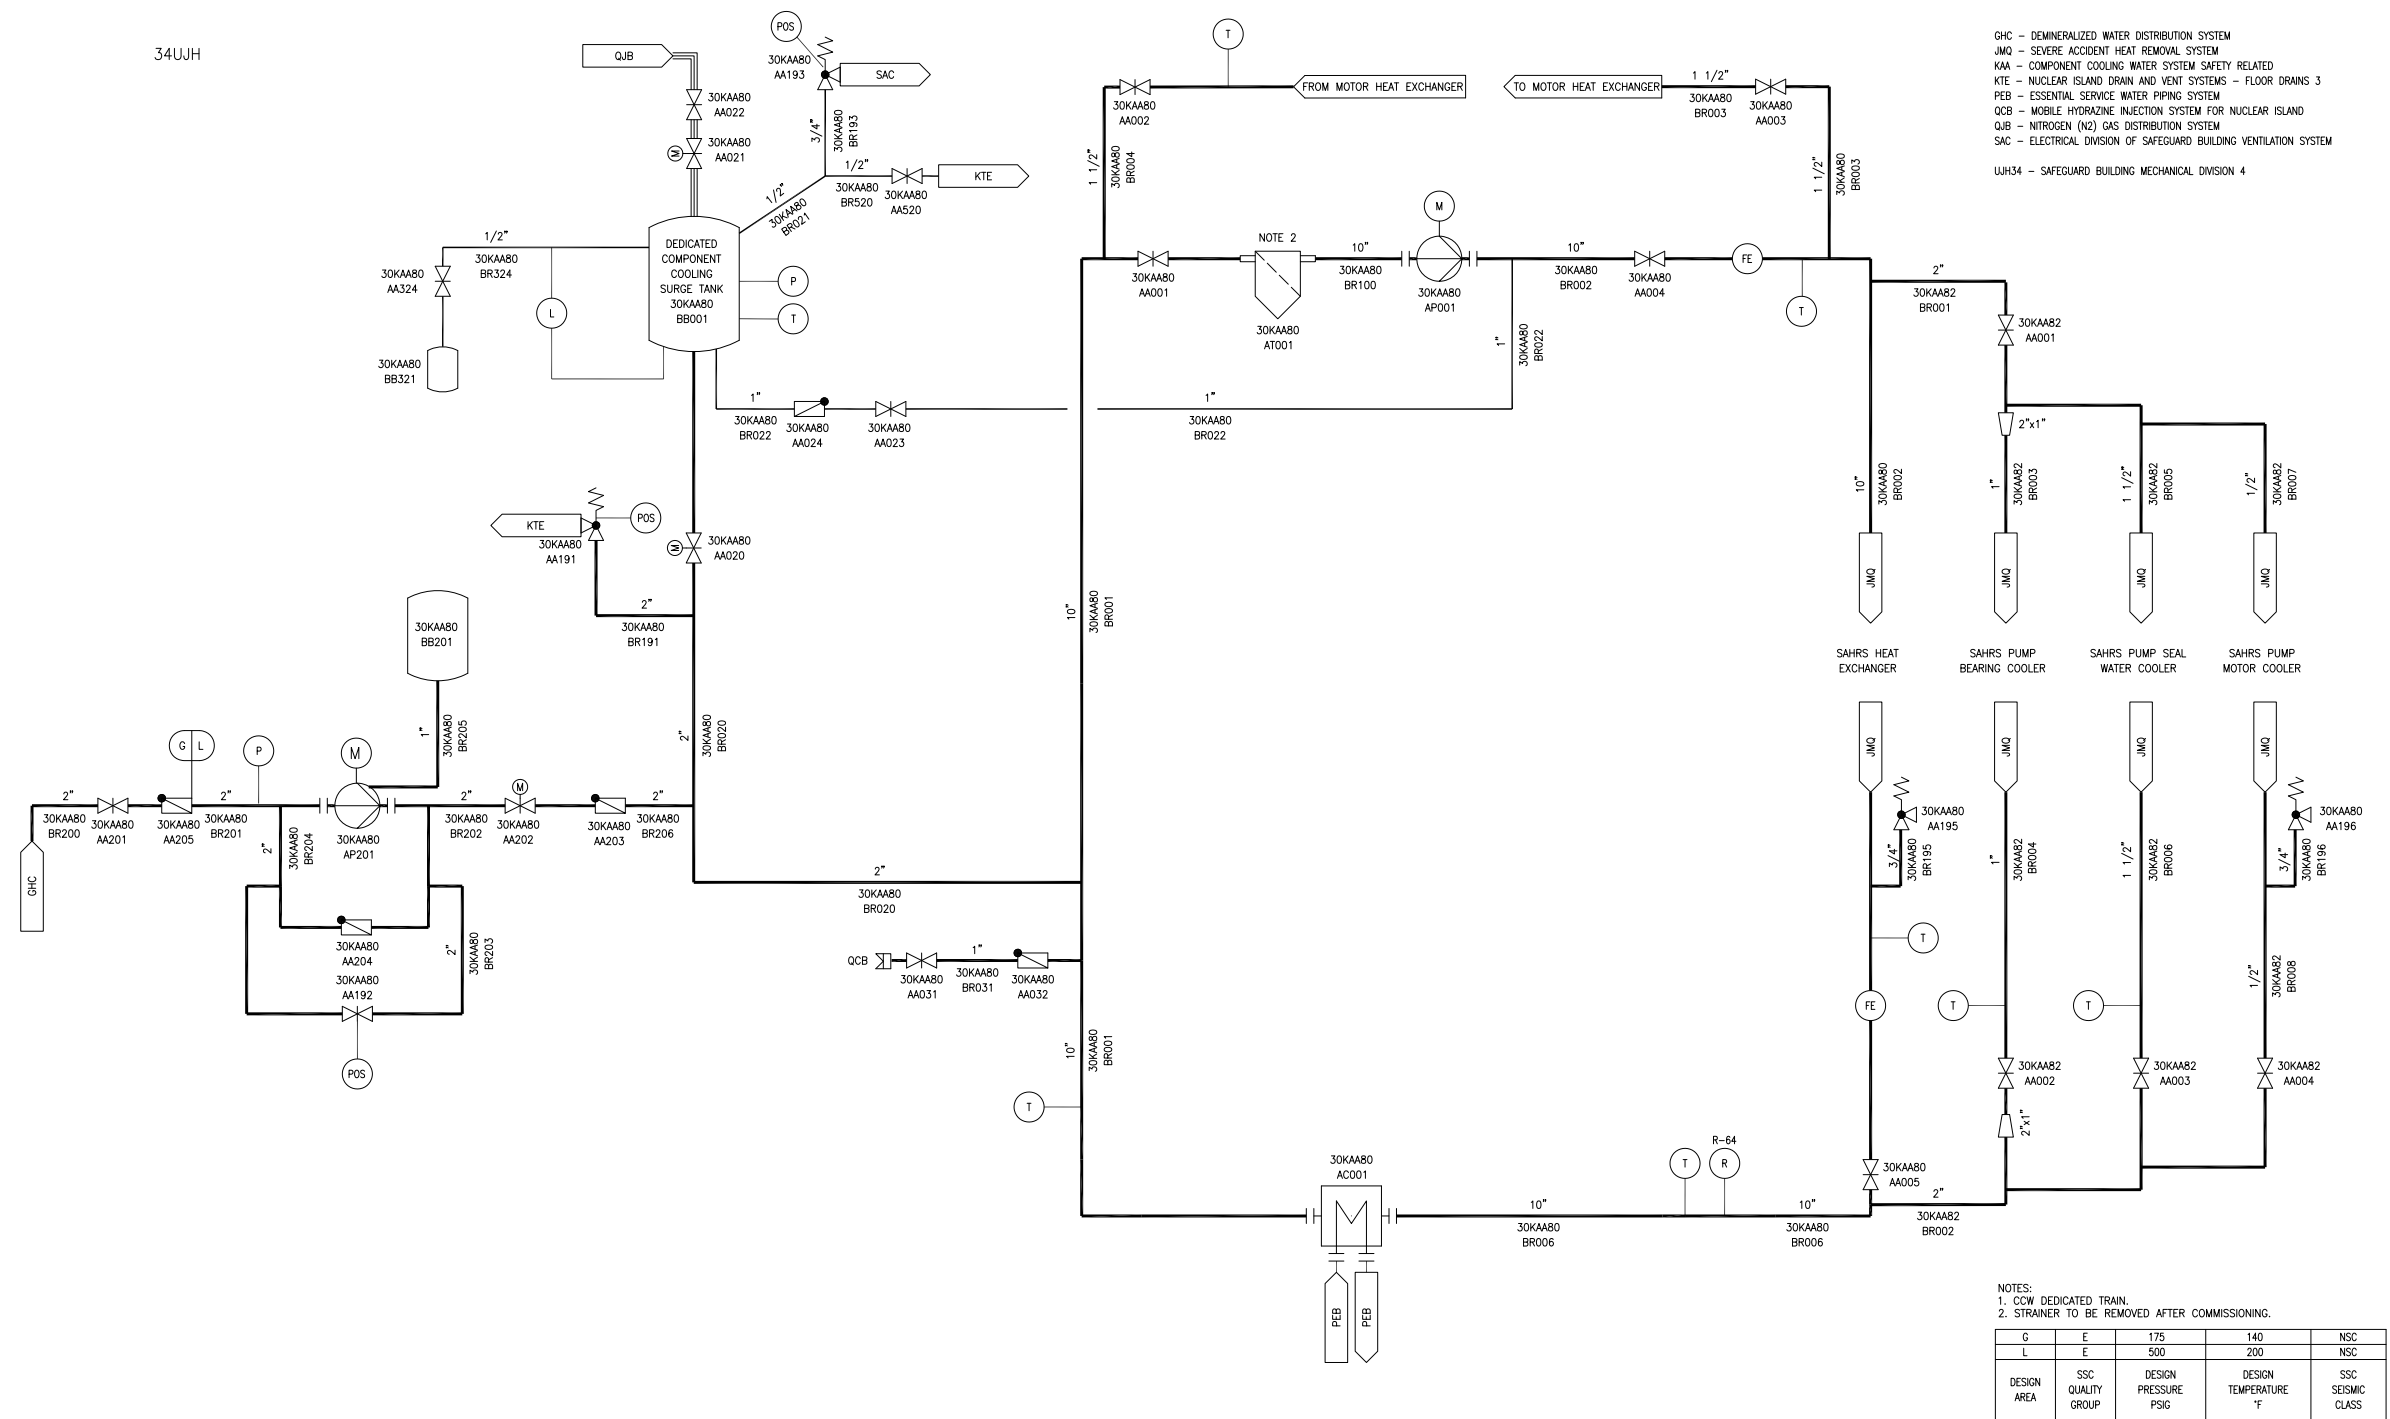 34UJH
QJB
POS
30KAA80
AA193
SAC
30KAA80
AA022
30KAA80
AA021
M
3/4"
30KAA80
BR193
1/2"
30KAA80
BR021
1/2"
30KAA80
BR520
30KAA80
AA520
KTE
T
30KAA80
AA002
FROM MOTOR HEAT EXCHANGER
TO MOTOR HEAT EXCHANGER
1 1/2"
30KAA80
BR003
30KAA80
AA003
1 1/2"
30KAA80
BR004
1 1/2"
30KAA80
BR003
GHC – DEMINERALIZED WATER DISTRIBUTION SYSTEM
JMQ – SEVERE ACCIDENT HEAT REMOVAL SYSTEM
KAA – COMPONENT COOLING WATER SYSTEM SAFETY RELATED
KTE – NUCLEAR ISLAND DRAIN AND VENT SYSTEMS – FLOOR DRAINS 3
PEB – ESSENTIAL SERVICE WATER PIPING SYSTEM
QCB – MOBILE HYDRAZINE INJECTION SYSTEM FOR NUCLEAR ISLAND
QJB – NITROGEN (N2) GAS DISTRIBUTION SYSTEM
SAC – ELECTRICAL DIVISION OF SAFEGUARD BUILDING VENTILATION SYSTEM
UJH34 – SAFEGUARD BUILDING MECHANICAL DIVISION 4
1/2"
30KAA80
BR324
30KAA80
AA324
30KAA80
BB321
L
DEDICATED
COMPONENT
COOLING
SURGE TANK
30KAA80
BB001
P
T
1"
30KAA80
BR022
30KAA80
AA024
30KAA80
AA023
1"
30KAA80
BR022
30KAA80
AA001
NOTE 2
30KAA80
AT001
10"
30KAA80
BR100
M
30KAA80
AP001
10"
30KAA80
BR002
30KAA80
AA004
FE
T
1"
30KAA80
BR022
2"
30KAA82
BR001
30KAA82
AA001
2"x1"
10"
30KAA80
BR002
1"
30KAA82
BR003
1 1/2"
30KAA82
BR005
1/2"
30KAA82
BR007
JMQ
JMQ
JMQ
JMQ
SAHRS HEAT
EXCHANGER
SAHRS PUMP
BEARING COOLER
SAHRS PUMP SEAL
WATER COOLER
SAHRS PUMP
MOTOR COOLER
JMQ
JMQ
JMQ
JMQ
KTE
POS
30KAA80
AA191
M
30KAA80
AA020
2"
30KAA80
BR191
10"
30KAA80
BR001
30KAA80
BB201
1"
30KAA80
BR205
2"
30KAA80
BR020
G L
P
M
2"
30KAA80
BR200
30KAA80
AA201
30KAA80
AA205
2"
30KAA80
BR201
2"
30KAA80
BR204
30KAA80
AP201
2"
30KAA80
BR202
M
30KAA80
AA202
30KAA80
AA203
2"
30KAA80
BR206
GHC
30KAA80
AA204
30KAA80
AA192
2"
30KAA80
BR203
POS
2"
30KAA80
BR020
QCB
30KAA80
AA031
1"
30KAA80
BR031
30KAA80
AA032
10"
30KAA80
BR001
T
30KAA80
AA195
3/4"
30KAA80
BR195
1"
30KAA82
BR004
1 1/2"
30KAA82
BR006
30KAA80
AA196
3/4"
30KAA80
BR196
T
FE
T
T
1/2"
30KAA82
BR008
30KAA82
AA002
30KAA82
AA003
30KAA82
AA004
2"x1"
30KAA80
AC001
R-64
T
R
10"
30KAA80
BR006
10"
30KAA80
BR006
30KAA80
AA005
2"
30KAA82
BR002
PEB
PEB
NOTES:
1. CCW DEDICATED TRAIN.
2. STRAINER TO BE REMOVED AFTER COMMISSIONING.
G E 175 140 NSC
L E 500 200 NSC
DESIGN AREA
SSC QUALITY GROUP
DESIGN PRESSURE PSIG
DESIGN TEMPERATURE °F
SSC SEISMIC CLASS